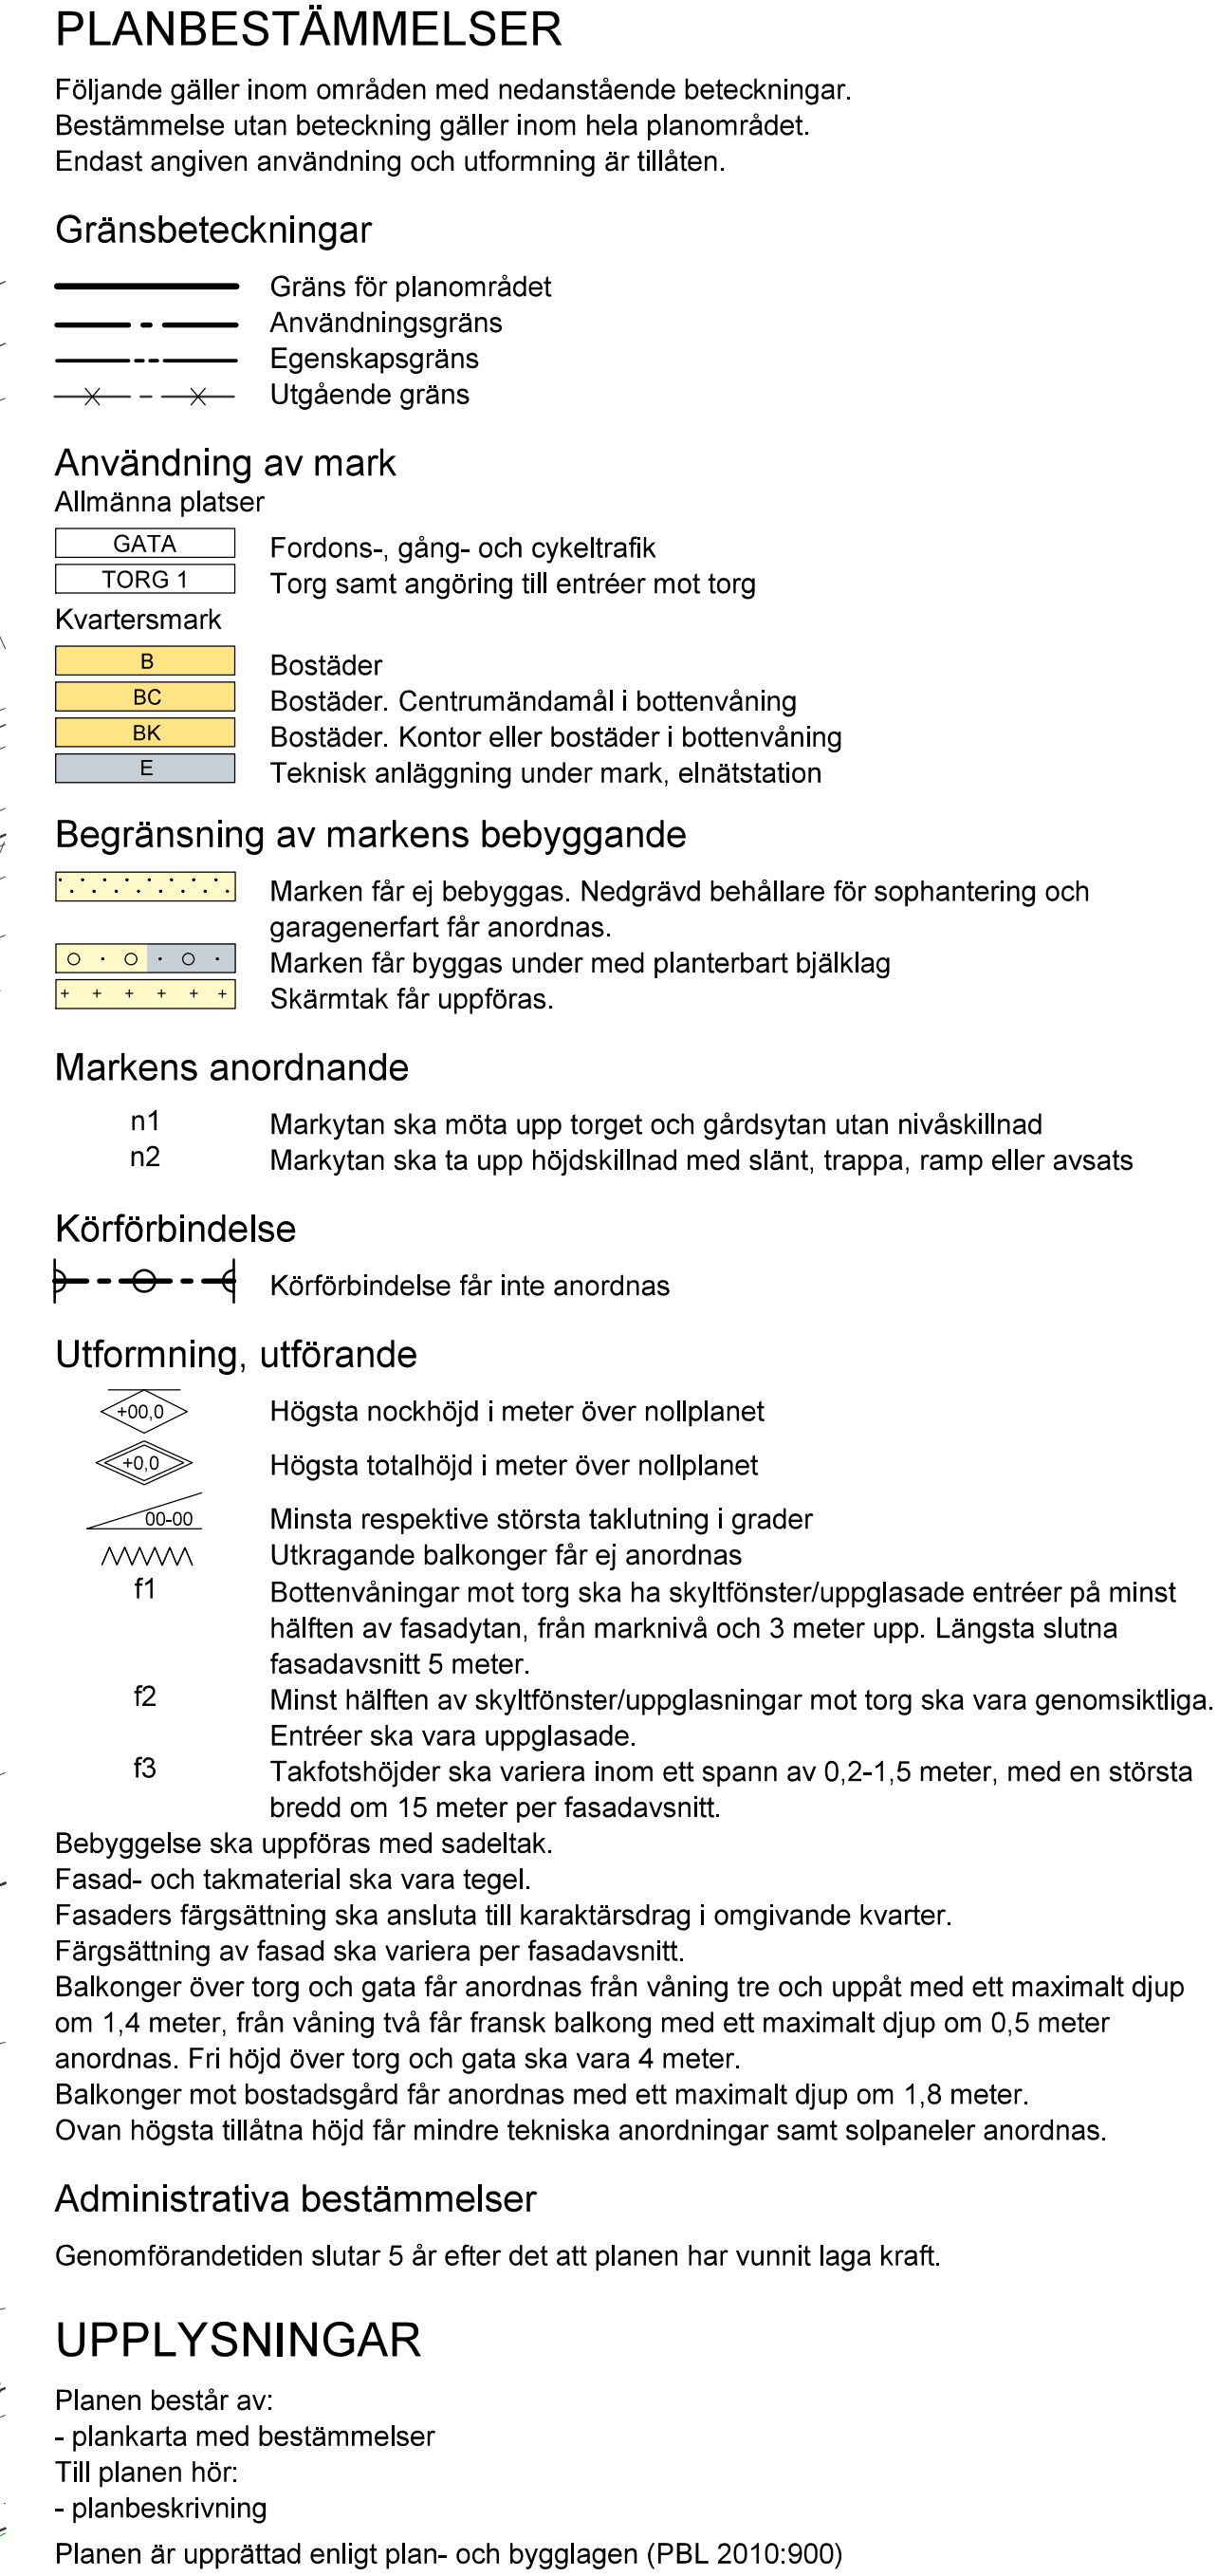 PLANBESTÄMMELSER
Följande gäller inom områden med nedanstående beteckningar.
Bestämmelse utan beteckning gäller inom hela planområdet.
Endast angiven användning och utformning är tillåten.
Gränsbeteckningar
Gräns för planområdet
Användningsgräns
Egenskapsgräns
Utgående gräns
Användning av mark
Allmänna platser
GATA Fordons-, gång- och cykeltrafik
TORG 1 Torg samt angöring till entréer mot torg
Kvartersmark
B Bostäder
BC Bostäder. Centrumändamål i bottenvåning
BK Bostäder. Kontor eller bostäder i bottenvåning
E Teknisk anläggning under mark, elnätstation
Begränsning av markens bebyggande
Marken får ej bebyggas. Nedgrävd behållare för sophantering och
garagenerfart får anordnas.
Marken får byggas under med planterbart bjälklag
Skärmtak får uppföras.
Markens anordnande
n1 Markytan ska möta upp torget och gårdsytan utan nivåskillnad
n2 Markytan ska ta upp höjdskillnad med slänt, trappa, ramp eller avsats
Körförbindelse
Körförbindelse får inte anordnas
Utformning, utförande
+00,0 Högsta nockhöjd i meter över nollplanet
+0,0 Högsta totalhöjd i meter över nollplanet
00-00 Minsta respektive största taklutning i grader
Utkragande balkonger får ej anordnas
f1 Bottenvåningar mot torg ska ha skyltfönster/uppglasade entréer på minst
hälften av fasadytan, från marknivå och 3 meter upp. Längsta slutna
fasadavsnitt 5 meter.
f2 Minst hälften av skyltfönster/uppglasningar mot torg ska vara genomsiktliga.
Entréer ska vara uppglasade.
f3 Takfotshöjder ska variera inom ett spann av 0,2-1,5 meter, med en största
bredd om 15 meter per fasadavsnitt.
Bebyggelse ska uppföras med sadeltak.
Fasad- och takmaterial ska vara tegel.
Fasaders färgsättning ska ansluta till karaktärsdrag i omgivande kvarter.
Färgsättning av fasad ska variera per fasadavsnitt.
Balkonger över torg och gata får anordnas från våning tre och uppåt med ett maximalt djup
om 1,4 meter, från våning två får fransk balkong med ett maximalt djup om 0,5 meter
anordnas. Fri höjd över torg och gata ska vara 4 meter.
Balkonger mot bostadsgård får anordnas med ett maximalt djup om 1,8 meter.
Ovan högsta tillåtna höjd får mindre tekniska anordningar samt solpaneler anordnas.
Administrativa bestämmelser
Genomförandetiden slutar 5 år efter det att planen har vunnit laga kraft.
UPPLYSNINGAR
Planen består av:
- plankarta med bestämmelser
Till planen hör:
- planbeskrivning
Planen är upprättad enligt plan- och bygglagen (PBL 2010:900)